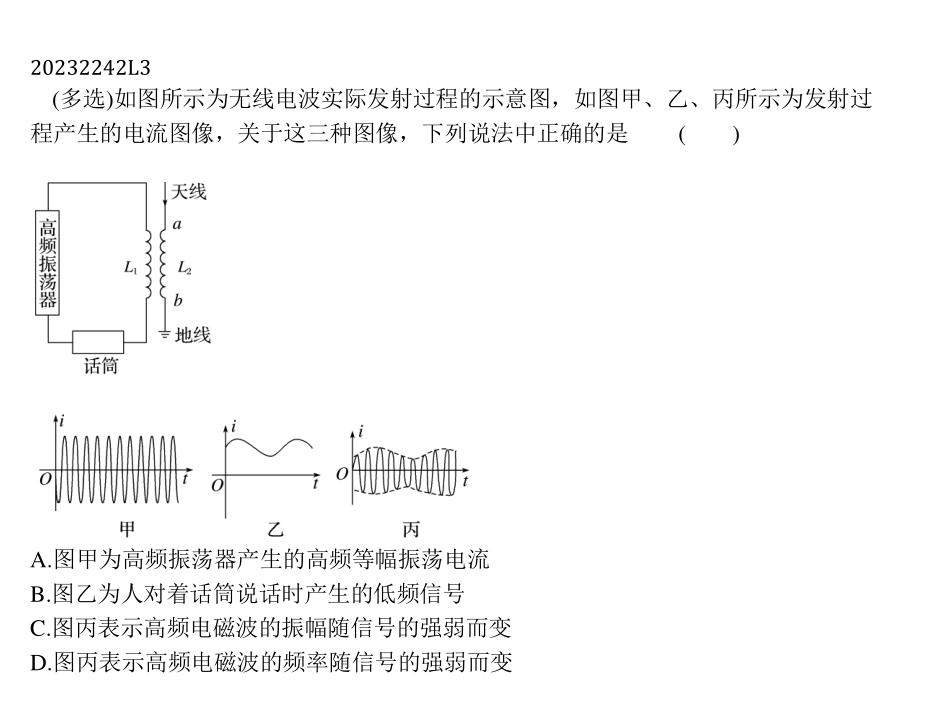 20232242L3
(多选)如图所示为无线电波实际发射过程的示意图，如图甲、乙、丙所示为发射过
程产生的电流图像，关于这三种图像，下列说法中正确的是 ( )
天线
a
高频振荡器
L₁
L₂
b
地线
话筒
i
O
t
甲
i
O
t
乙
i
O
t
丙
A.图甲为高频振荡器产生的高频等幅振荡电流
B.图乙为人对着话筒说话时产生的低频信号
C.图丙表示高频电磁波的振幅随信号的强弱而变
D.图丙表示高频电磁波的频率随信号的强弱而变